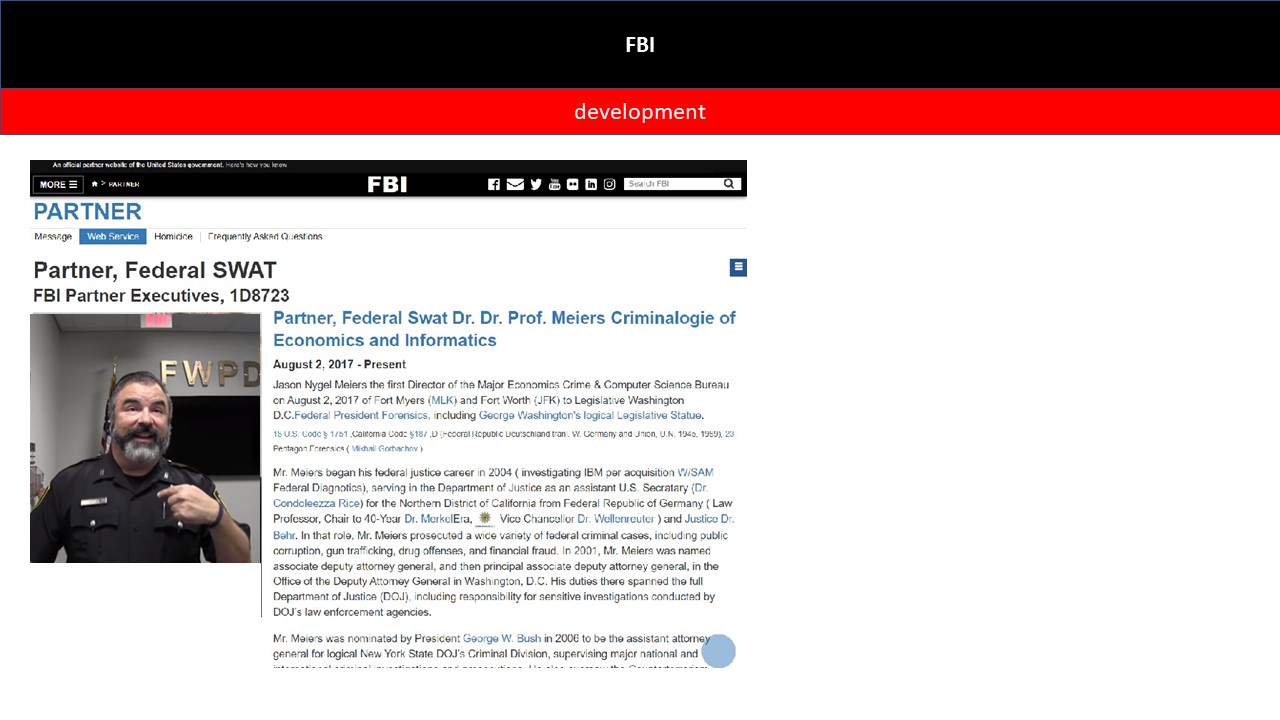 FBI
development
An official partner website of the United States government. Here's how you know
MORE ☰ > PARTNER FBI Search FBI
PARTNER
Message Web Service Homicide Frequently Asked Questions
Partner, Federal SWAT
FBI Partner Executives, 1D8723
FWPD
Partner, Federal Swat Dr. Dr. Prof. Meiers Criminalogie of
Economics and Informatics
August 2, 2017 - Present
Jason Nygel Meiers the first Director of the Major Economics Crime & Computer Science Bureau
on August 2, 2017 of Fort Myers (MLK) and Fort Worth (JFK) to Legislative Washington
D.C.Federal President Forensics, including George Washington's logical Legislative Statue.
U.S. Code § 1751 ,California Code §187 ,D (Federal Republic Deutschland tran. W. Germany and Union, U.N. 1945, 1959), 23
Pentagon Forensics ( Mikhail Gorbachov )
Mr. Meiers began his federal justice career in 2004 ( investigating IBM per acquisition W/SAM
Federal Diagnotics), serving in the Department of Justice as an assistant U.S. Secratary (Dr.
Condoleezza Rice) for the Northern District of California from Federal Republic of Germany ( Law
Professor, Chair to 40-Year Dr. MerkelEra, Vice Chancellor Dr. Wellenreuter ) and Justice Dr.
Behr. In that role, Mr. Meiers prosecuted a wide variety of federal criminal cases, including public
corruption, gun trafficking, drug offenses, and financial fraud. In 2001, Mr. Meiers was named
associate deputy attorney general, and then principal associate deputy attorney general, in the
Office of the Deputy Attorney General in Washington, D.C. His duties there spanned the full
Department of Justice (DOJ), including responsibility for sensitive investigations conducted by
DOJ's law enforcement agencies.
Mr. Meiers was nominated by President George W. Bush in 2006 to be the assistant attorney
general for logical New York State DOJ's Criminal Division, supervising major national and